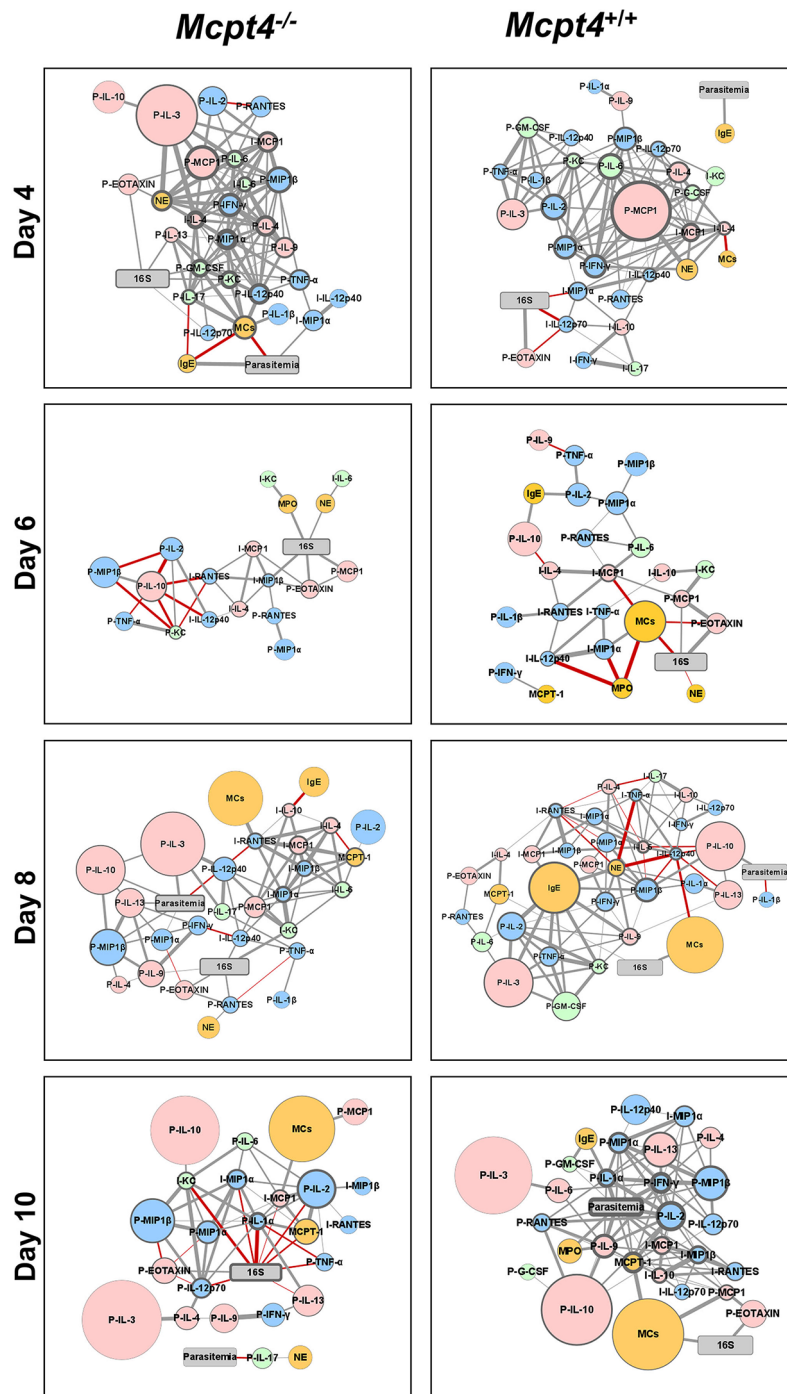 Mcpt4-/-
Mcpt4+/+
Day 4
P-IL-10
P-IL-3
P-IL-2
P-RANTES
I-MCP1
P-MCP1
P-IL-6
I-IL-6
P-MIP1β
P-EOTAXIN
NE
P-IFN-γ
I-IL-4
P-IL-4
P-IL-13
P-MIP1α
P-IL-9
16S
P-GM-CSF
P-KC
P-TNF-α
P-IL-17
P-IL-12p40
I-IL-12p40
P-IL-12p70
MCs
P-IL-1β
I-MIP1α
IgE
Parasitemia
P-IL-1α
P-IL-9
Parasitemia
IgE
P-GM-CSF
P-IL-12p40
P-MIP1β
P-IL-12p70
P-TNF-α
P-KC
P-IL-6
P-IL-4
I-KC
P-IL-1β
P-G-CSF
P-IL-3
P-IL-2
P-MCP1
I-MCP1
I-IL-4
MCs
P-MIP1α
P-IFN-γ
I-IL-12p40
NE
I-MIP1α
P-RANTES
16S
I-IL-12p70
I-IL-10
P-EOTAXIN
I-IFN-γ
I-IL-17
Day 6
I-KC
MPO
NE
I-IL-6
P-IL-2
P-MIP1β
P-IL-10
I-RANTES
I-MCP1
16S
P-MCP1
I-MIP1β
P-EOTAXIN
P-TNF-α
P-KC
I-IL-12p40
I-IL-4
P-RANTES
P-MIP1α
P-IL-9
P-TNF-α
P-MIP1β
IgE
P-IL-2
P-MIP1α
P-IL-10
P-RANTES
P-IL-6
I-IL-4
I-MCP1
I-IL-10
I-KC
P-MCP1
P-IL-1β
I-RANTES
I-TNF-α
MCs
P-EOTAXIN
I-IL-12p40
I-MIP1α
16S
P-IFN-γ
MCPT-1
MPO
NE
Day 8
MCs
IgE
I-IL-10
P-IL-3
I-RANTES
I-IL-4
P-IL-2
I-MCP1
MCPT-1
P-IL-10
P-IL-12p40
I-MIP1β
P-IL-13
Parasitemia
I-MIP1α
I-IL-6
P-IL-17
P-MCP1
P-MIP1β
P-MIP1α
P-IFN-γ
I-IL-12p40
I-KC
P-TNF-α
P-IL-4
P-IL-9
16S
P-EOTAXIN
P-RANTES
P-IL-1β
NE
I-IL-17
P-IL-4
I-TNF-α
I-IL-10
I-RANTES
I-MIP1α
I-IL-12p70
I-IFN-γ
I-IL-4
I-MCP1
I-MIP1β
P-MIP1α
I-IL-6
I-IL-12p40
P-IL-10
P-EOTAXIN
P-MCP1
NE
Parasitemia
MCPT-1
IgE
P-MIP1β
P-IL-1α
P-IL-13
P-IL-1β
P-IFN-γ
P-RANTES
P-IL-2
P-IL-6
P-IL-9
MCs
P-TNF-α
P-KC
16S
P-IL-3
P-GM-CSF
Day 10
P-IL-10
MCs
P-MCP1
P-IL-6
I-KC
I-MIP1α
P-IL-2
I-MIP1β
I-MCP1
P-MIP1β
P-MIP1α
P-IL-1α
MCPT-1
I-RANTES
P-EOTAXIN
16S
P-TNF-α
P-IL-12p70
P-IL-3
P-IL-4
P-IL-9
P-IFN-γ
P-IL-13
Parasitemia
P-IL-17
NE
P-IL-12p40
I-MIP1α
IgE
P-MIP1α
P-IL-13
P-IL-4
P-IL-3
P-GM-CSF
P-IL-1α
P-IFN-γ
P-MIP1β
P-IL-6
Parasitemia
P-IL-2
P-IL-12p70
P-RANTES
MPO
P-IL-9
I-MCP1
MCPT-1
I-MIP1β
P-G-CSF
I-IL-10
I-RANTES
I-IL-12p70
P-MCP1
P-IL-10
MCs
P-EOTAXIN
16S